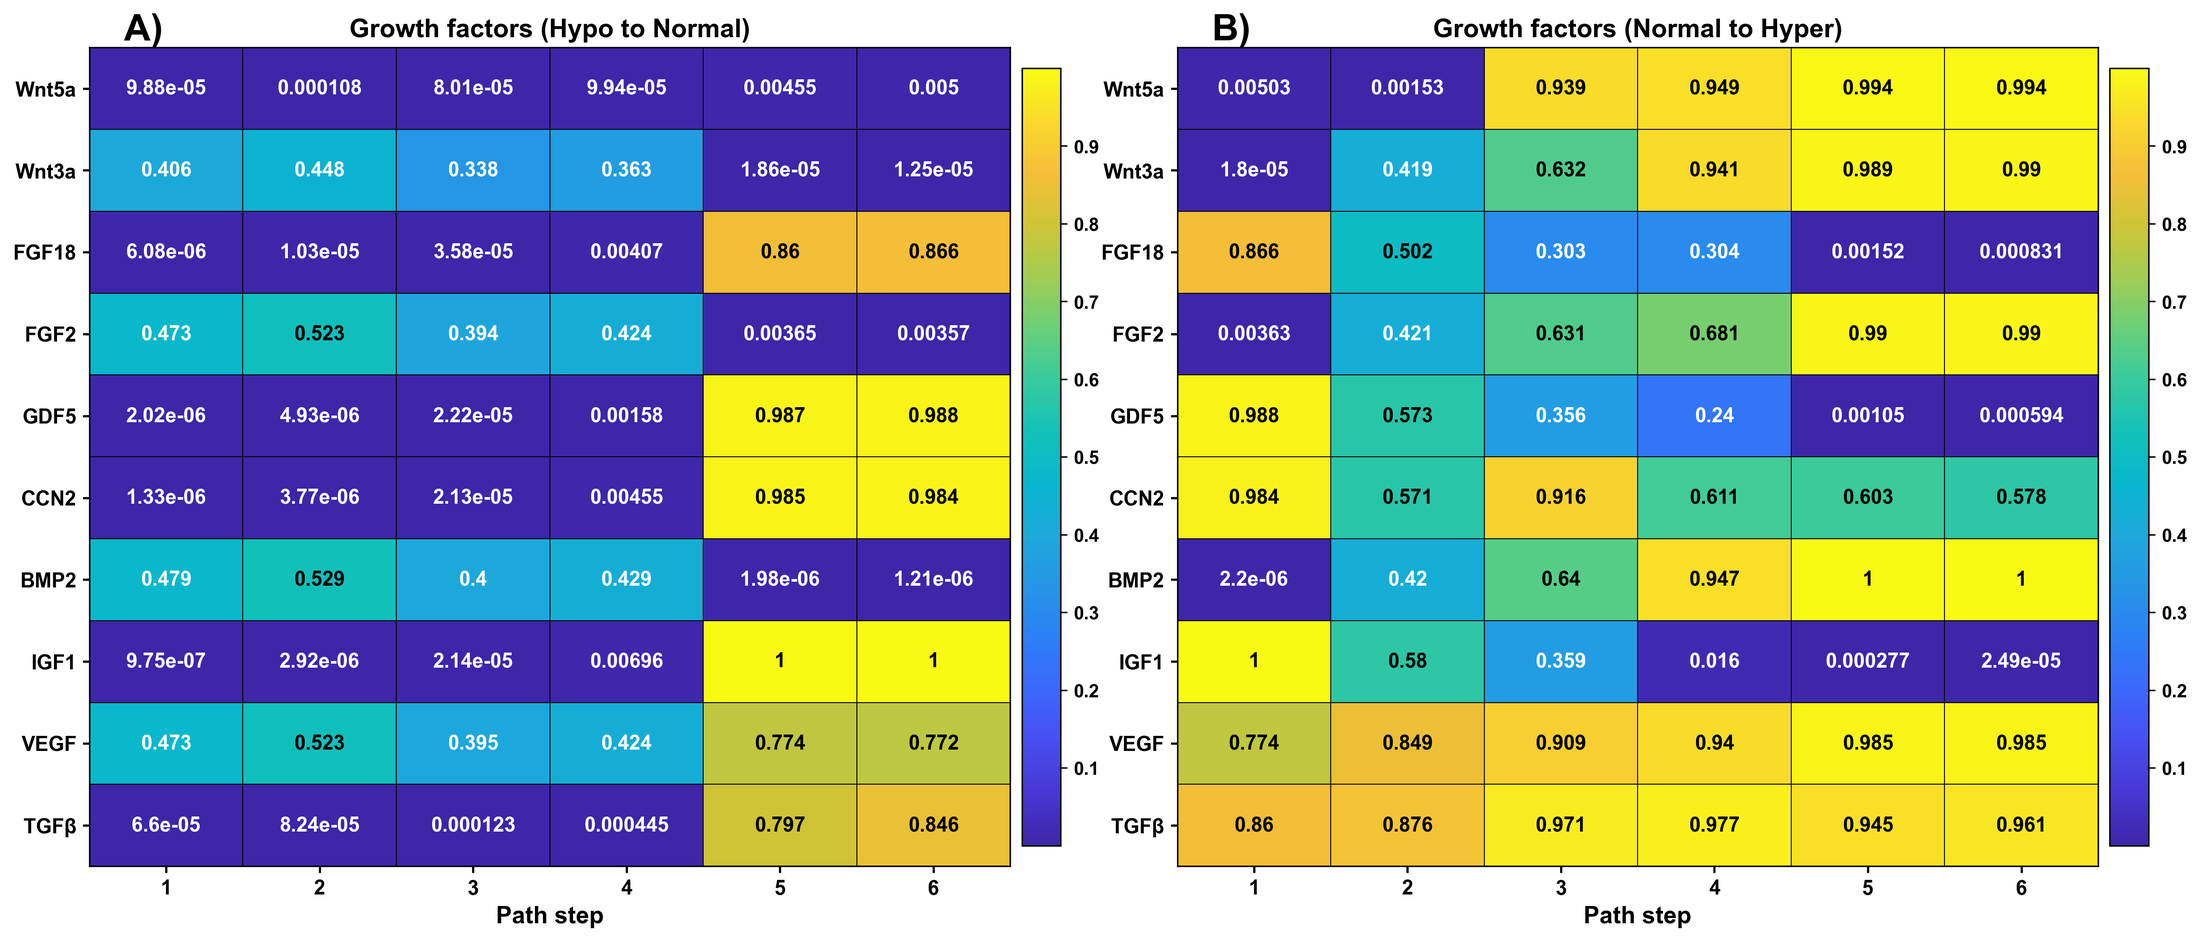 A) Growth factors (Hypo to Normal)
Wnt5a 9.88e-05 0.000108 8.01e-05 9.94e-05 0.00455 0.005
Wnt3a 0.406 0.448 0.338 0.363 1.86e-05 1.25e-05
FGF18 6.08e-06 1.03e-05 3.58e-05 0.00407 0.86 0.866
FGF2 0.473 0.523 0.394 0.424 0.00365 0.00357
GDF5 2.02e-06 4.93e-06 2.22e-05 0.00158 0.987 0.988
CCN2 1.33e-06 3.77e-06 2.13e-05 0.00455 0.985 0.984
BMP2 0.479 0.529 0.4 0.429 1.98e-06 1.21e-06
IGF1 9.75e-07 2.92e-06 2.14e-05 0.00696 1 1
VEGF 0.473 0.523 0.395 0.424 0.774 0.772
TGFβ 6.6e-05 8.24e-05 0.000123 0.000445 0.797 0.846
1 2 3 4 5 6
Path step
0.9
0.8
0.7
0.6
0.5
0.4
0.3
0.2
0.1
B) Growth factors (Normal to Hyper)
Wnt5a 0.00503 0.00153 0.939 0.949 0.994 0.994
Wnt3a 1.8e-05 0.419 0.632 0.941 0.989 0.99
FGF18 0.866 0.502 0.303 0.304 0.00152 0.000831
FGF2 0.00363 0.421 0.631 0.681 0.99 0.99
GDF5 0.988 0.573 0.356 0.24 0.00105 0.000594
CCN2 0.984 0.571 0.916 0.611 0.603 0.578
BMP2 2.2e-06 0.42 0.64 0.947 1 1
IGF1 1 0.58 0.359 0.016 0.000277 2.49e-05
VEGF 0.774 0.849 0.909 0.94 0.985 0.985
TGFβ 0.86 0.876 0.971 0.977 0.945 0.961
1 2 3 4 5 6
Path step
0.9
0.8
0.7
0.6
0.5
0.4
0.3
0.2
0.1